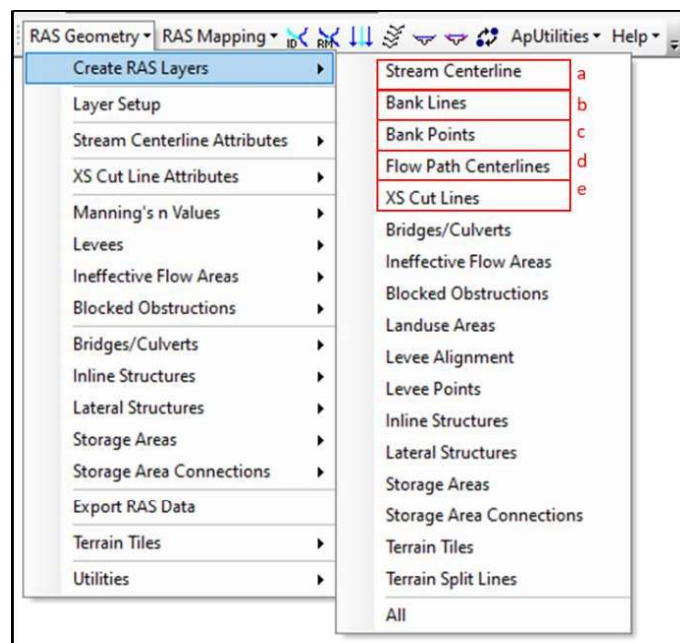 RAS Geometry RAS Mapping ID RM ApUtilities Help
Create RAS Layers
Layer Setup
Stream Centerline Attributes
XS Cut Line Attributes
Manning's n Values
Levees
Ineffective Flow Areas
Blocked Obstructions
Bridges/Culverts
Inline Structures
Lateral Structures
Storage Areas
Storage Area Connections
Export RAS Data
Terrain Tiles
Utilities
Stream Centerline a
Bank Lines b
Bank Points c
Flow Path Centerlines d
XS Cut Lines e
Bridges/Culverts
Ineffective Flow Areas
Blocked Obstructions
Landuse Areas
Levee Alignment
Levee Points
Inline Structures
Lateral Structures
Storage Areas
Storage Area Connections
Terrain Tiles
Terrain Split Lines
All